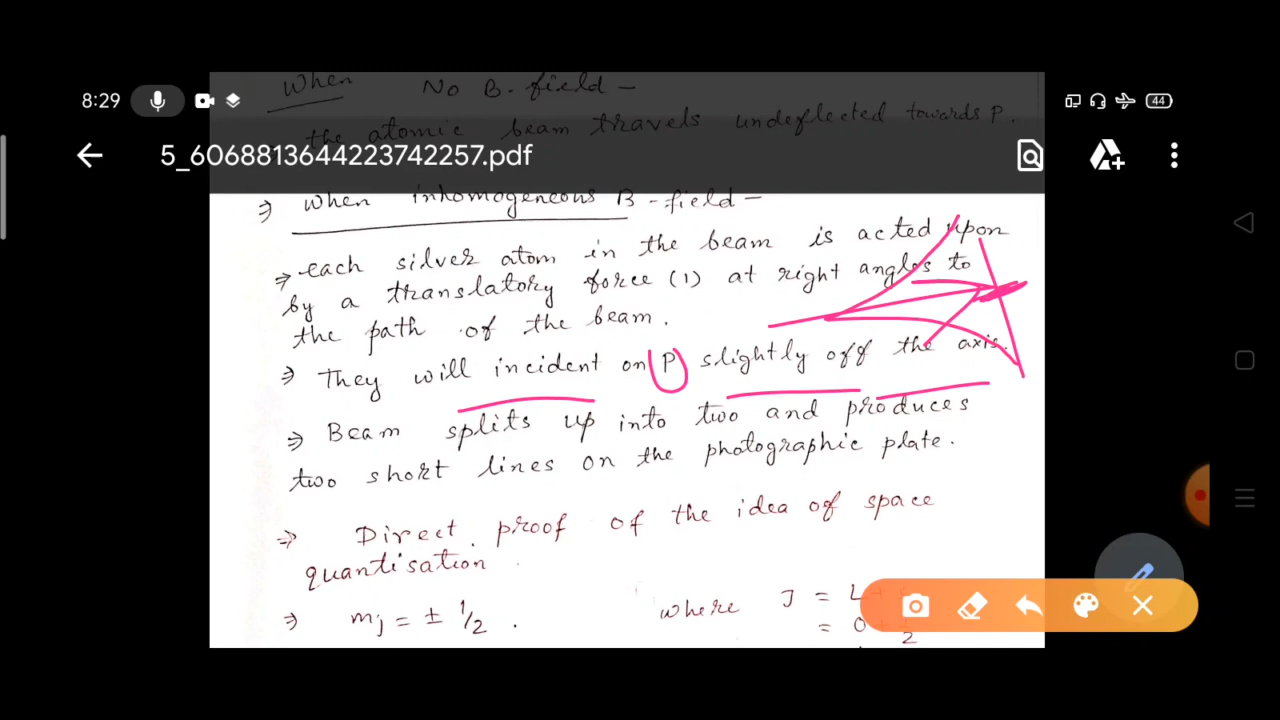 When No B. field -
8:29
44
the atomic beam travels undeflected towards P.
5_6068813644223742257.pdf
⇒ when inhomogeneous B - field -
⇒ each silver atom in the beam is acted upon
by a translatory force (1) at right angles to
the path of the beam.
⇒ They will incident on P slightly off the axis.
⇒ Beam splits up into two and produces
two short lines on the photographic plate.
⇒ Direct proof of the idea of space
quantisation
⇒ mj = ± 1/2 . where J = L +
= 0 + 1/2